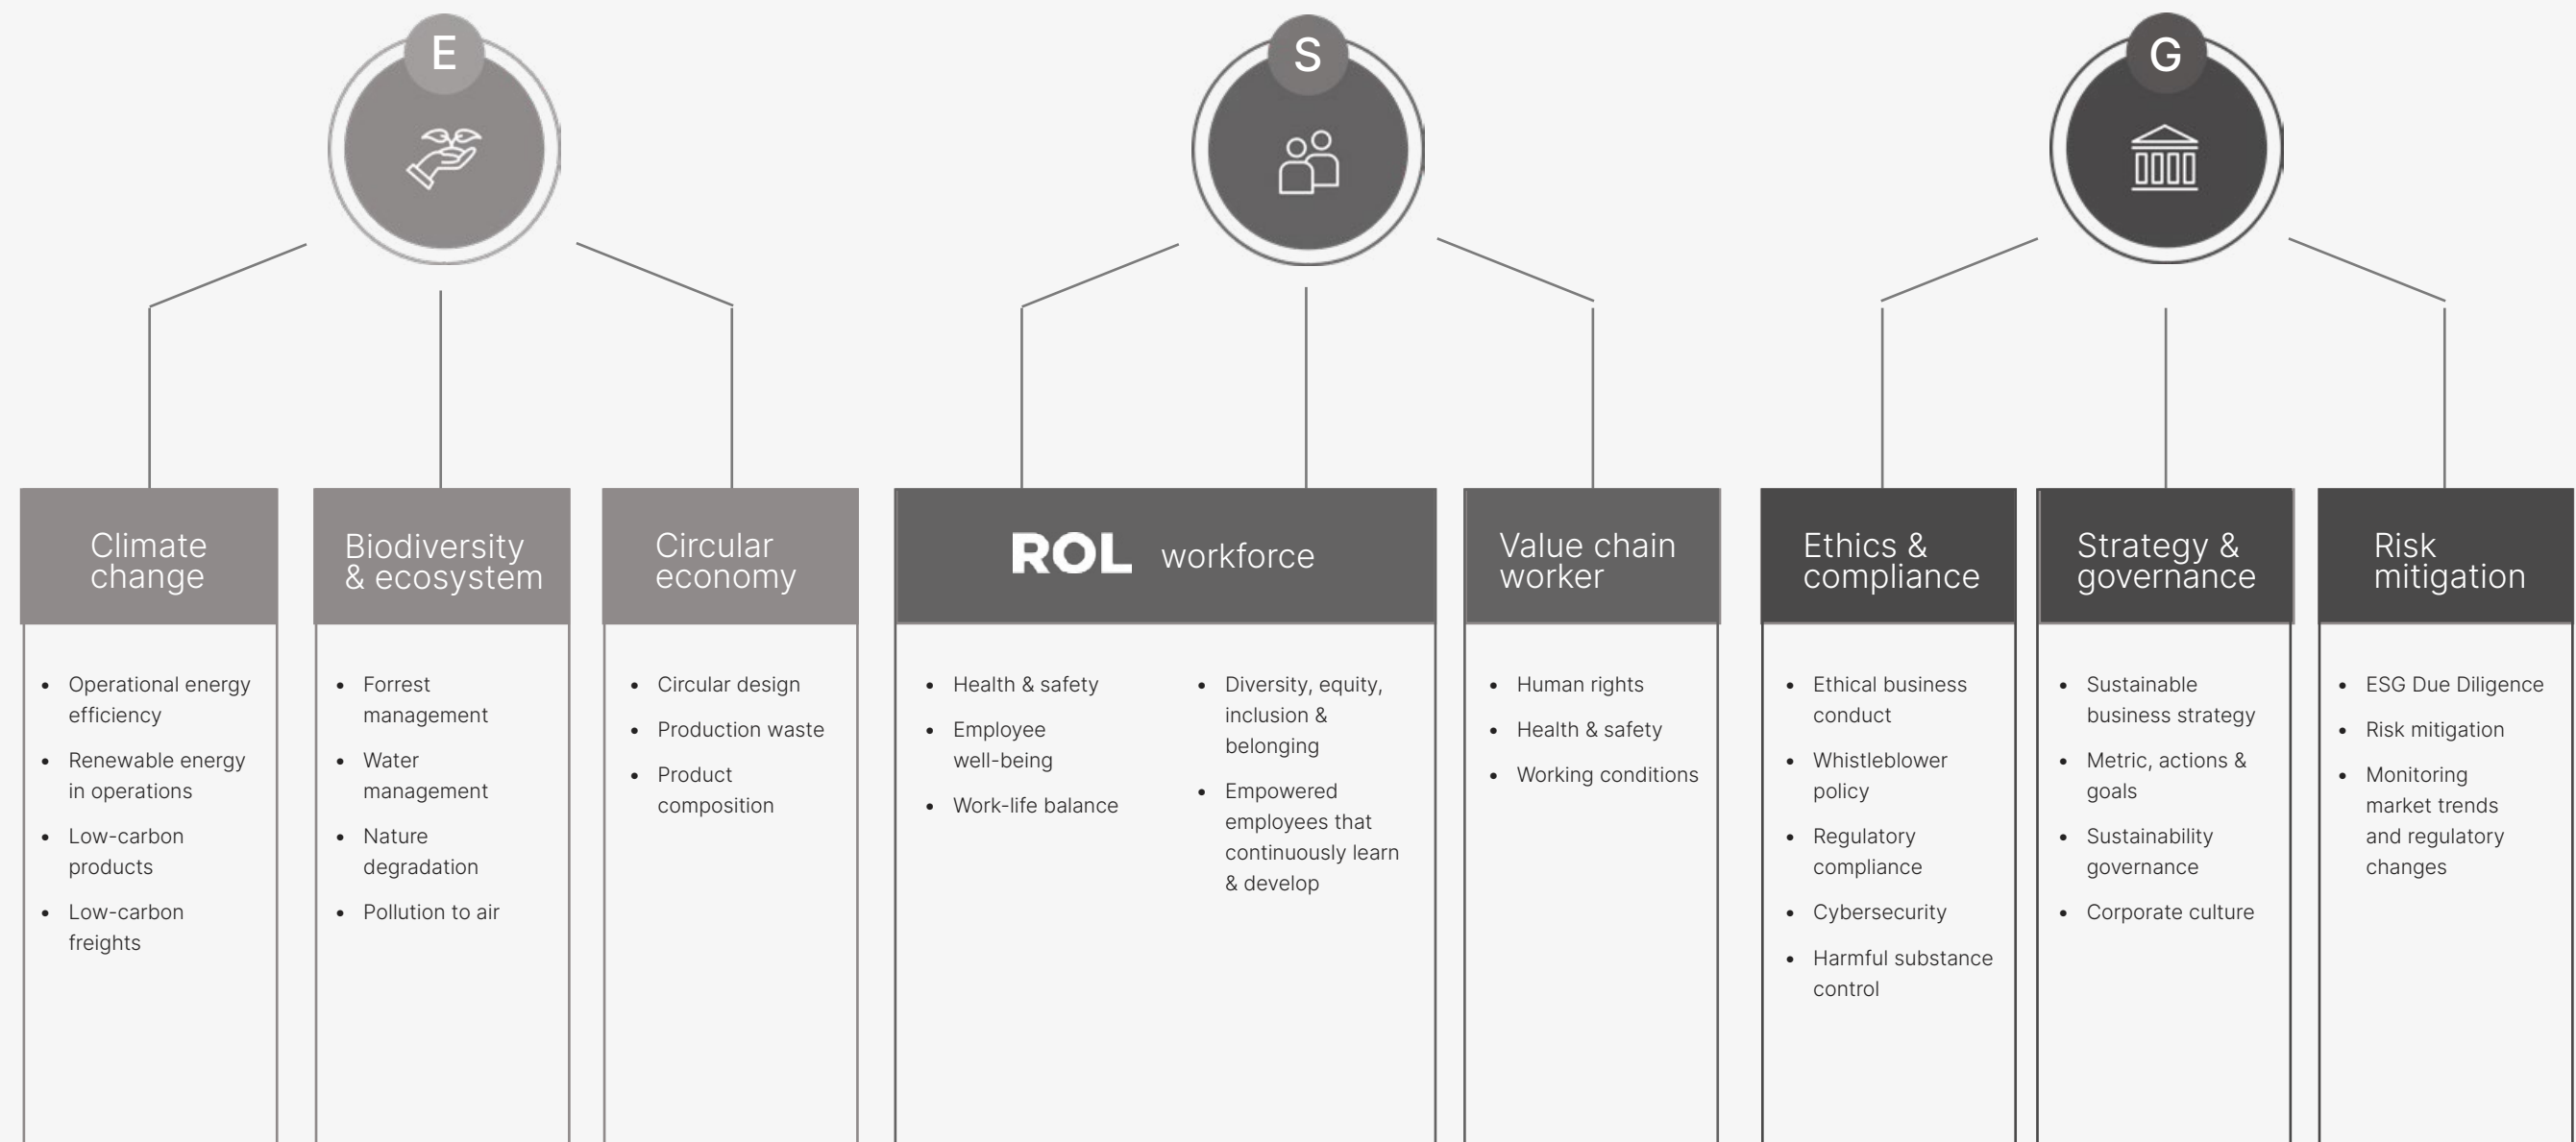 E
S
G
Climate
change
Biodiversity
& ecosystem
Circular
economy
ROL workforce
Value chain
worker
Ethics &
compliance
Strategy &
governance
Risk
mitigation
• Operational energy
efficiency
• Renewable energy
in operations
• Low-carbon
products
• Low-carbon
freights
• Forrest
management
• Water
management
• Nature
degradation
• Pollution to air
• Circular design
• Production waste
• Product
composition
• Health & safety
• Employee
well-being
• Work-life balance
• Diversity, equity,
inclusion &
belonging
• Empowered
employees that
continuously learn
& develop
• Human rights
• Health & safety
• Working conditions
• Ethical business
conduct
• Whistleblower
policy
• Regulatory
compliance
• Cybersecurity
• Harmful substance
control
• Sustainable
business strategy
• Metric, actions &
goals
• Sustainability
governance
• Corporate culture
• ESG Due Diligence
• Risk mitigation
• Monitoring
market trends
and regulatory
changes